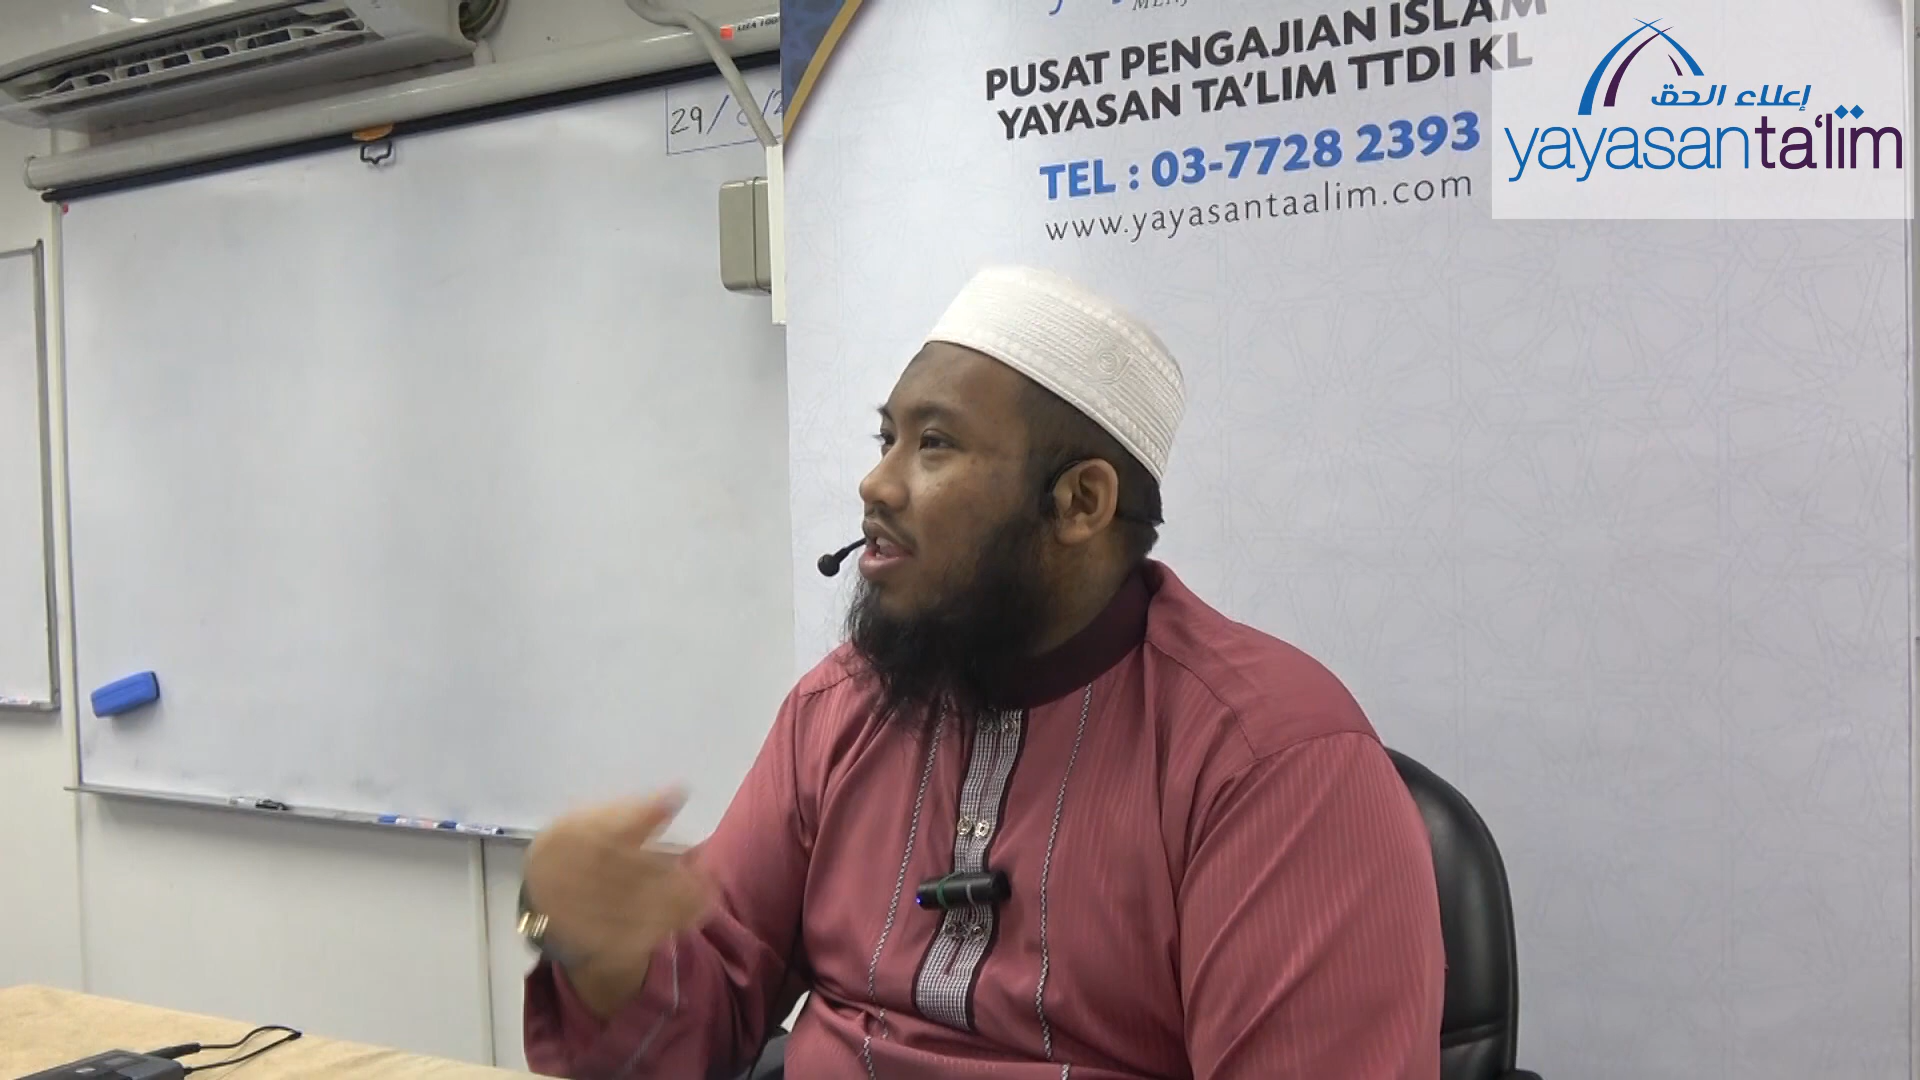 PUSAT PENGAJIAN ISLAM
YAYASAN TA'LIM TTDI KL
TEL : 03-7728 2393
www.yayasantaalim.com
إعلاء الحق
yayasanta'lim
29/